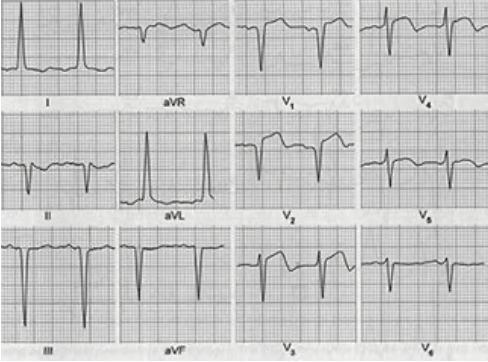 I aVR V₁ V₄
II aVL V₂ V₅
III aVF V₃ V₆